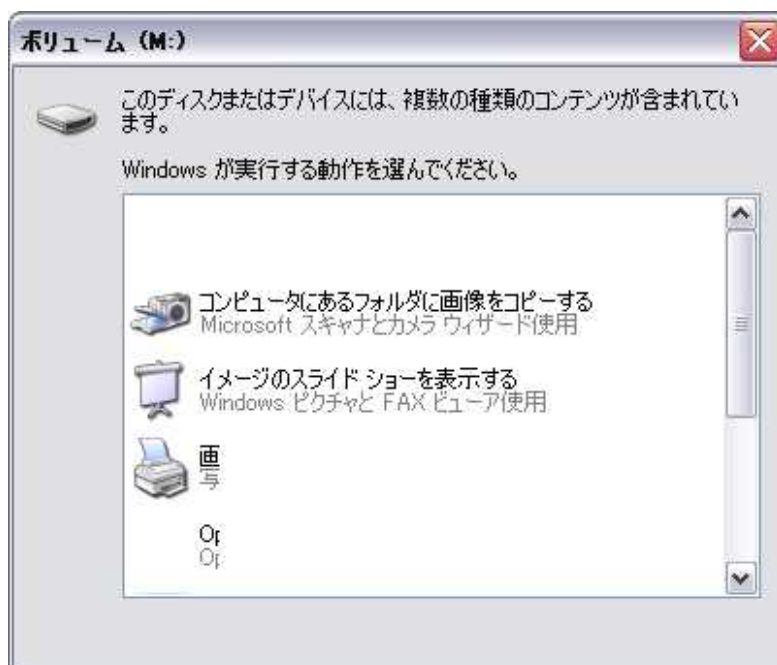 ボリューム (M:)
このディスクまたはデバイスには、複数の種類のコンテンツが含まれてい
ます。
Windows が実行する動作を選んでください。
コンピュータにあるフォルダに画像をコピーする
Microsoft スキャナとカメラ ウィザード使用
イメージのスライド ショーを表示する
Windows ピクチャと FAX ビューア使用
画
写